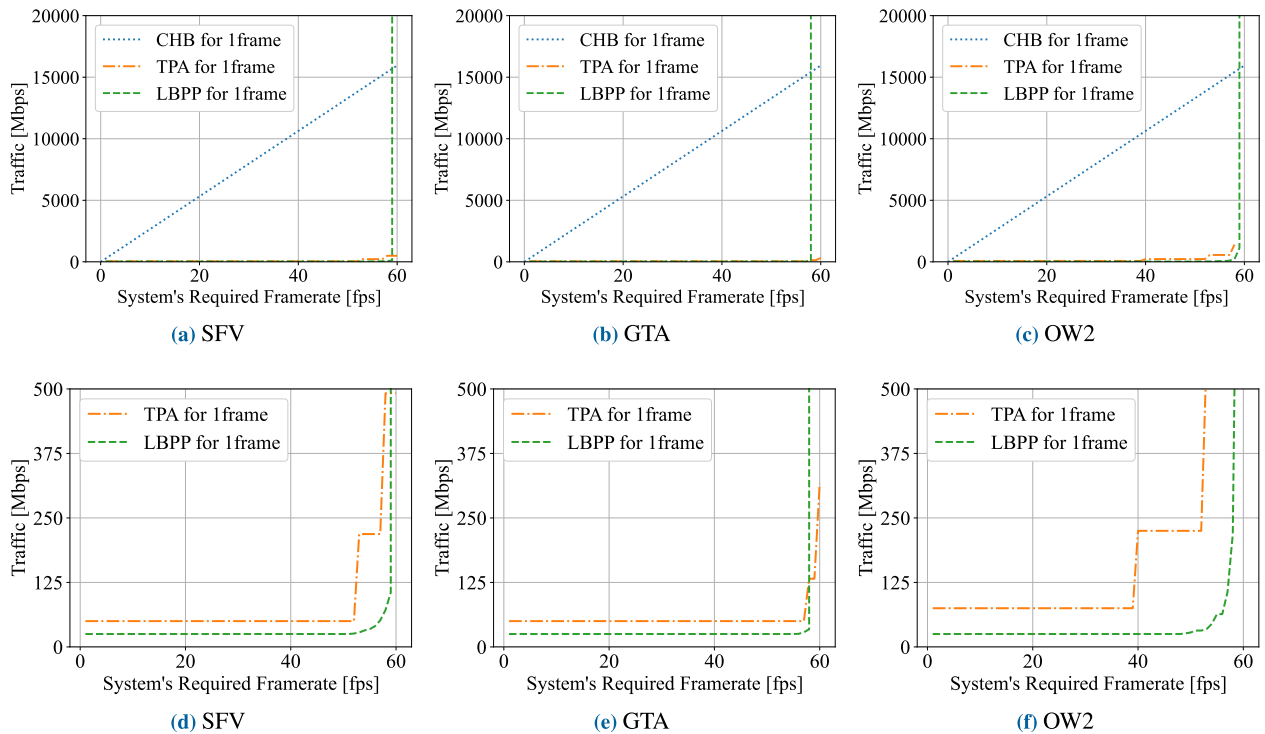 20000
15000
10000
5000
0
Traffic [Mbps]
CHB for 1frame
TPA for 1frame
LBPP for 1frame
0 20 40 60
System's Required Framerate [fps]
(a) SFV
20000
15000
10000
5000
0
Traffic [Mbps]
CHB for 1frame
TPA for 1frame
LBPP for 1frame
0 20 40 60
System's Required Framerate [fps]
(b) GTA
20000
15000
10000
5000
0
Traffic [Mbps]
CHB for 1frame
TPA for 1frame
LBPP for 1frame
0 20 40 60
System's Required Framerate [fps]
(c) OW2
500
375
250
125
0
Traffic [Mbps]
TPA for 1frame
LBPP for 1frame
0 20 40 60
System's Required Framerate [fps]
(d) SFV
500
375
250
125
0
Traffic [Mbps]
TPA for 1frame
LBPP for 1frame
0 20 40 60
System's Required Framerate [fps]
(e) GTA
500
375
250
125
0
Traffic [Mbps]
TPA for 1frame
LBPP for 1frame
0 20 40 60
System's Required Framerate [fps]
(f) OW2